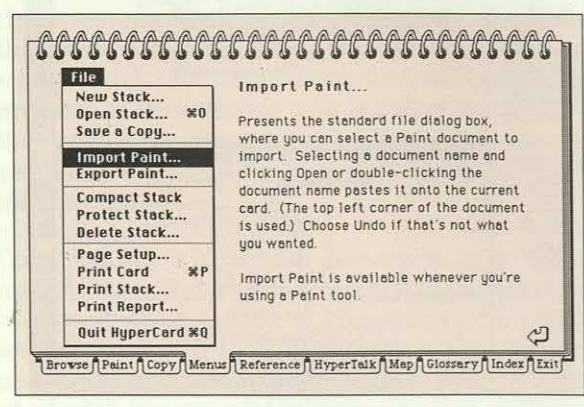 File
New Stack...
Open Stack... ⌘O
Save a Copy...
Import Paint...
Export Paint...
Compact Stack
Protect Stack...
Delete Stack...
Page Setup...
Print Card ⌘P
Print Stack...
Print Report...
Quit HyperCard ⌘Q
Import Paint...
Presents the standard file dialog box,
where you can select a Paint document to
import. Selecting a document name and
clicking Open or double-clicking the
document name pastes it onto the current
card. (The top left corner of the document
is used.) Choose Undo if that's not what
you wanted.
Import Paint is available whenever you're
using a Paint tool.
Browse Paint Copy Menus Reference HyperTalk Map Glossary Index Exit